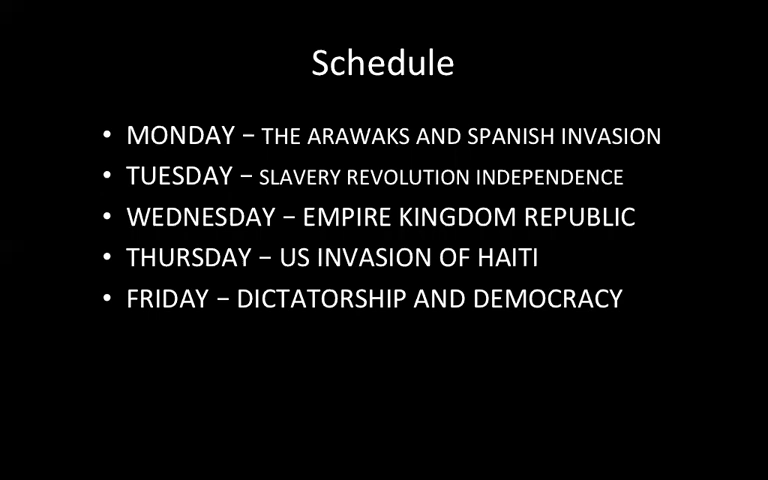 Schedule
• MONDAY – THE ARAWAKS AND SPANISH INVASION
• TUESDAY – SLAVERY REVOLUTION INDEPENDENCE
• WEDNESDAY – EMPIRE KINGDOM REPUBLIC
• THURSDAY – US INVASION OF HAITI
• FRIDAY – DICTATORSHIP AND DEMOCRACY